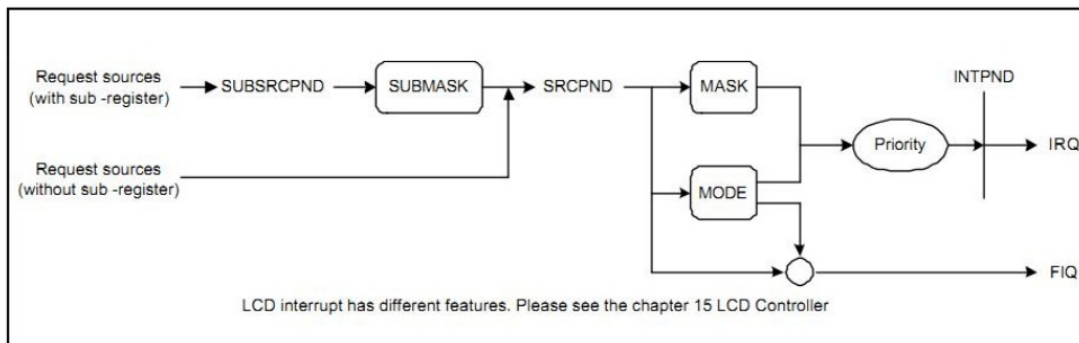 Request sources
(with sub -register)
SUBSRCPND
SUBMASK
SRCPND
MASK
INTPND
Request sources
(without sub -register)
Priority
IRQ
MODE
FIQ
LCD interrupt has different features. Please see the chapter 15 LCD Controller